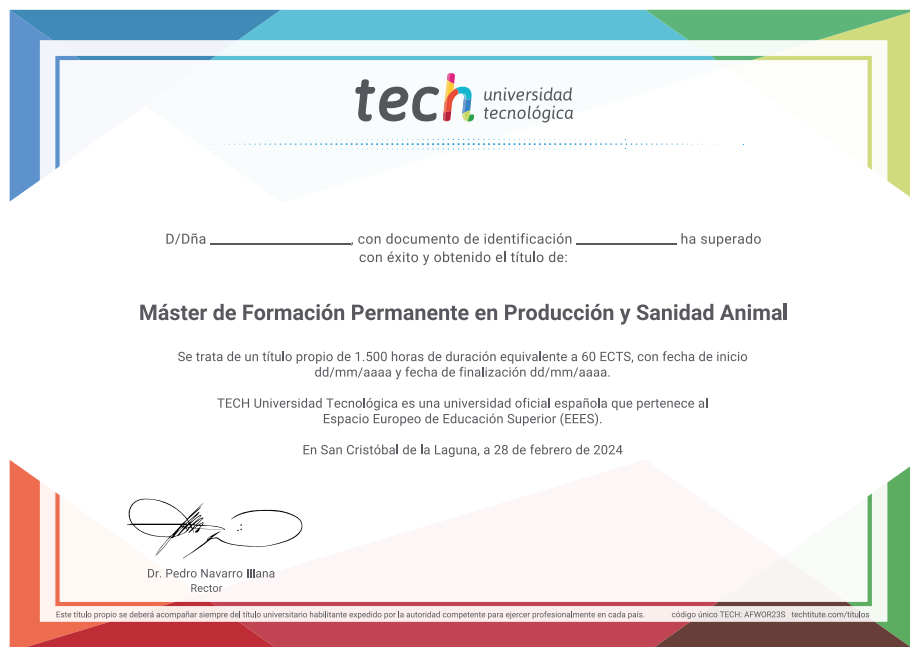 tech universidad
tecnológica
D/Dña ____________________, con documento de identificación ______________ ha superado
con éxito y obtenido el título de:
Máster de Formación Permanente en Producción y Sanidad Animal
Se trata de un título propio de 1.500 horas de duración equivalente a 60 ECTS, con fecha de inicio
dd/mm/aaaa y fecha de finalización dd/mm/aaaa.
TECH Universidad Tecnológica es una universidad oficial española que pertenece al
Espacio Europeo de Educación Superior (EEES).
En San Cristóbal de la Laguna, a 28 de febrero de 2024
Dr. Pedro Navarro Illana
Rector
Este título propio se deberá acompañar siempre del título universitario habilitante expedido por la autoridad competente para ejercer profesionalmente en cada país. código único TECH: AFWOR23S techtitute.com/titulos